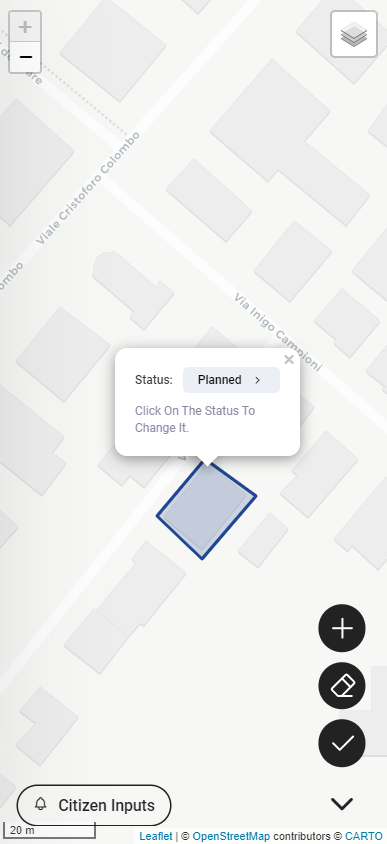 +
−
Viale Cristoforo Colombo
Via Inigo Campioni
Status: Planned
Click On The Status To
Change It.
Citizen Inputs
20 m
Leaflet | © OpenStreetMap contributors © CARTO